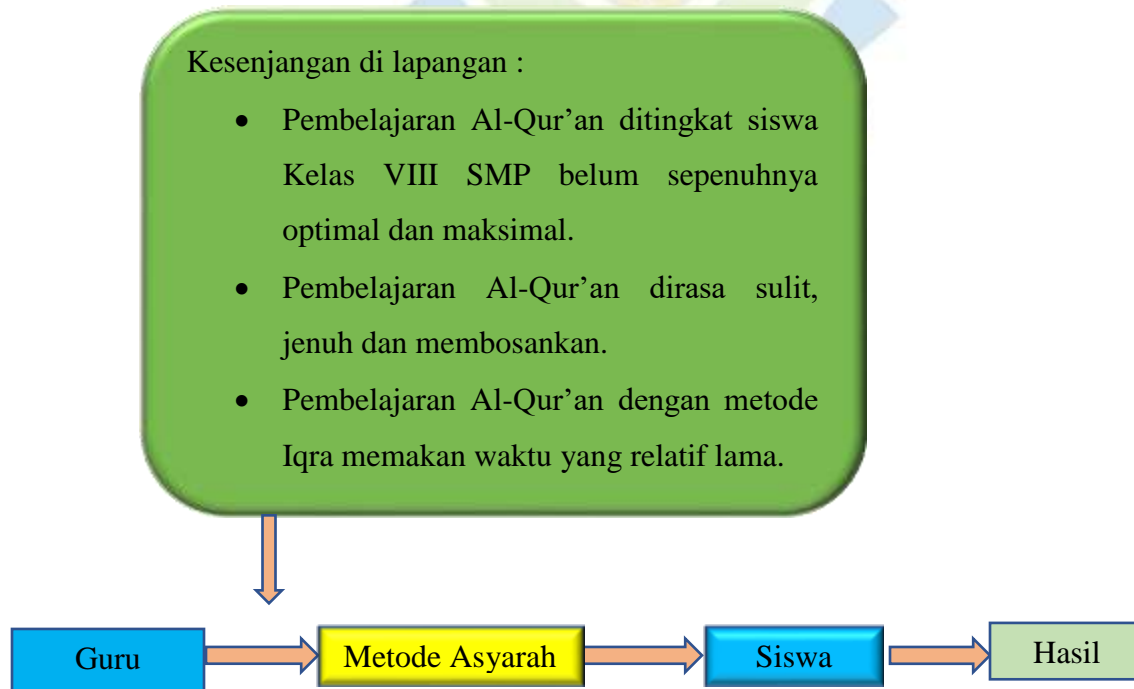 Kesenjangan di lapangan :
• Pembelajaran Al-Qur’an ditingkat siswa
Kelas VIII SMP belum sepenuhnya
optimal dan maksimal.
• Pembelajaran Al-Qur’an dirasa sulit,
jenuh dan membosankan.
• Pembelajaran Al-Qur’an dengan metode
Iqra memakan waktu yang relatif lama.
Guru
Metode Asyarah
Siswa
Hasil